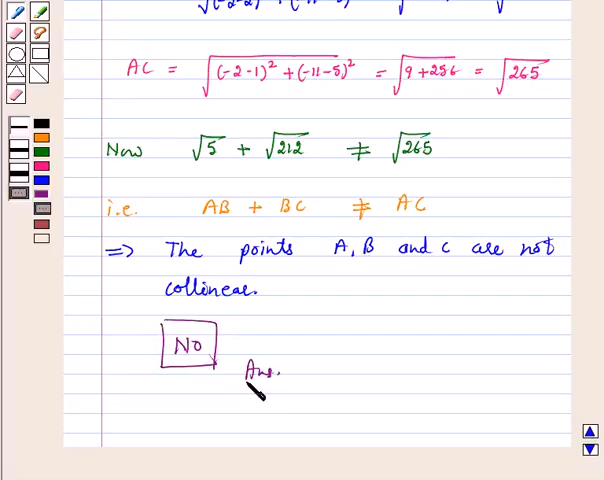 AC = √(-2-1)² + (-11-5)² = √9+256 = √265
Now √5 + √212 ≠ √265
i.e. AB + BC ≠ AC
=> The points A, B and C are not
collinear.
No
Ans.